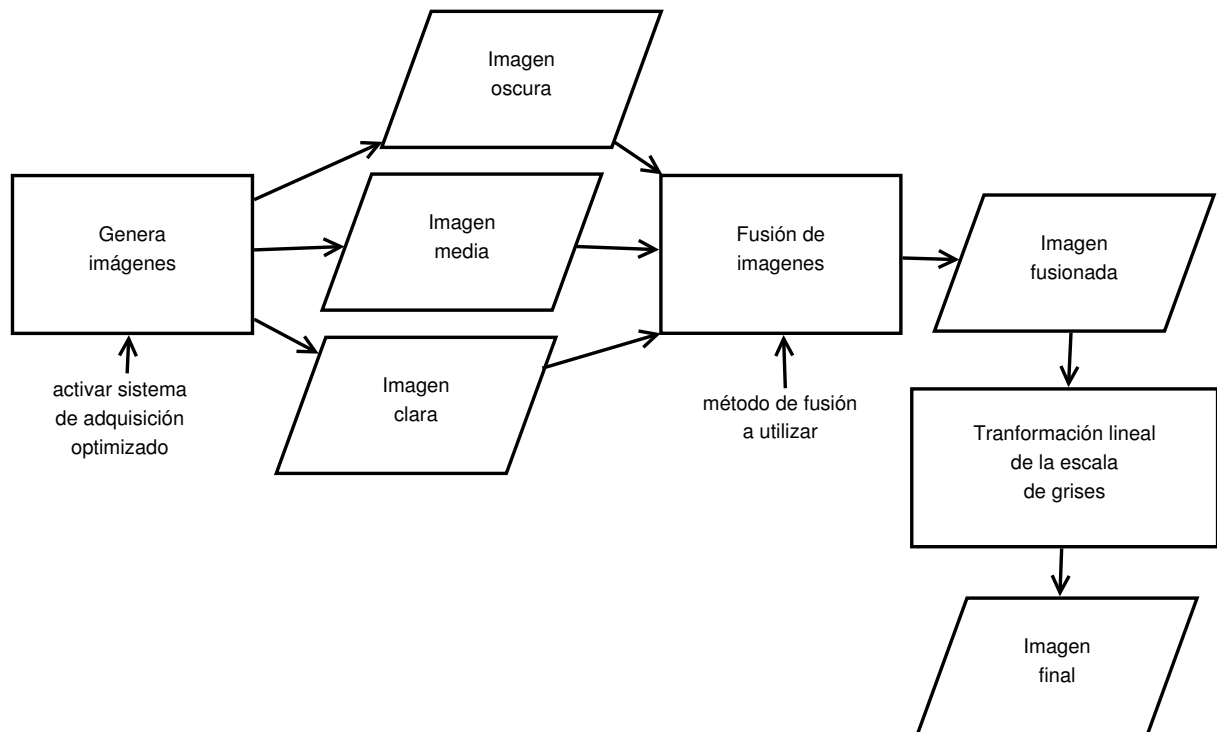 Imagen
oscura
Genera
imágenes
Imagen
media
Fusión de
imagenes
Imagen
fusionada
Imagen
clara
activar sistema
de adquisición
optimizado
método de fusión
a utilizar
Tranformación lineal
de la escala
de grises
Imagen
final